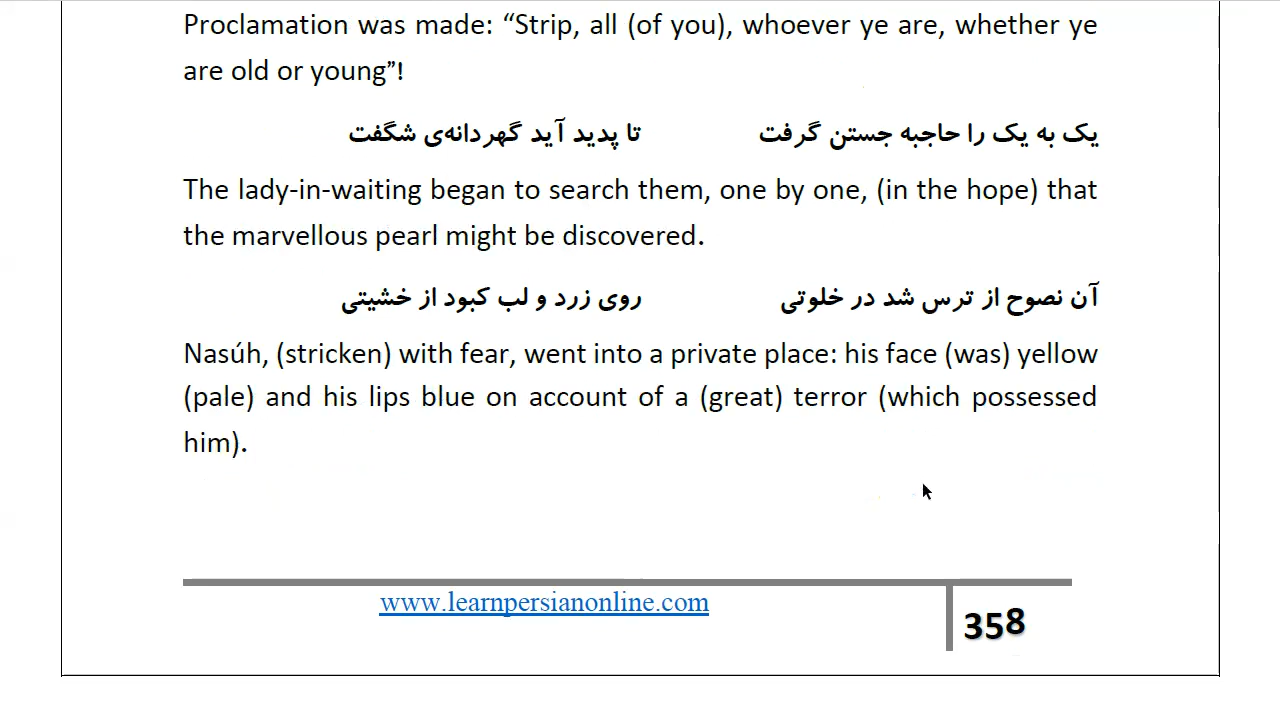 Proclamation was made: “Strip, all (of you), whoever ye are, whether ye
are old or young”!
یک به یک را حاجبه جستن گرفت تا پدید آید گهردانه‌ی شگفت
The lady-in-waiting began to search them, one by one, (in the hope) that
the marvellous pearl might be discovered.
آن نصوح از ترس شد در خلوتی روی زرد و لب کبود از خشیتی
Nasúh, (stricken) with fear, went into a private place: his face (was) yellow
(pale) and his lips blue on account of a (great) terror (which possessed
him).
www.learnpersianonline.com
358